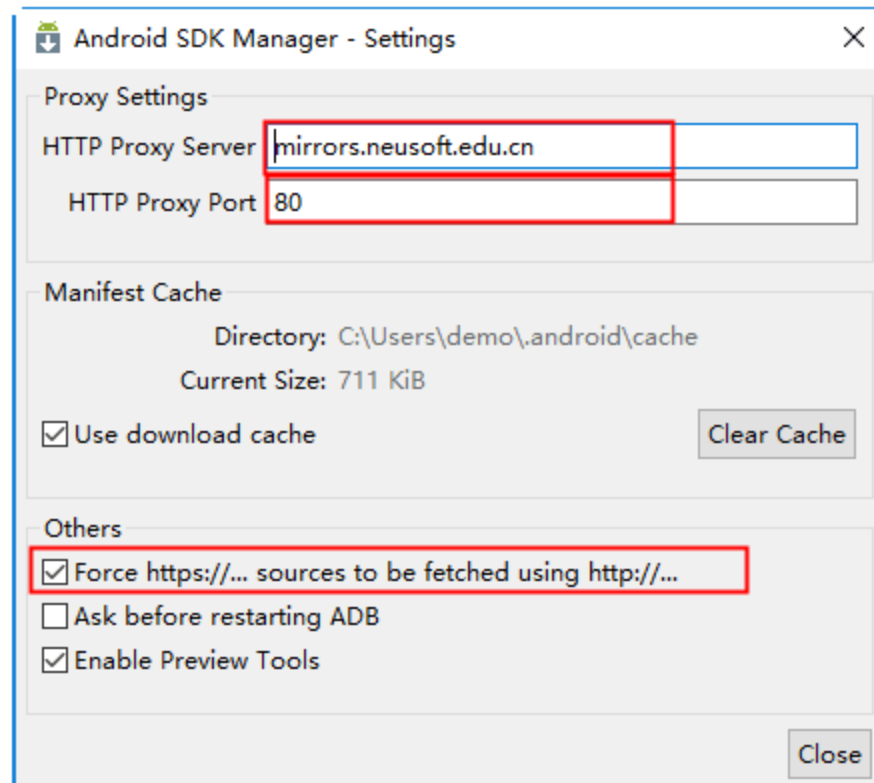 Android SDK Manager - Settings
Proxy Settings
HTTP Proxy Server mirrors.neusoft.edu.cn
HTTP Proxy Port 80
Manifest Cache
Directory: C:\Users\demo\.android\cache
Current Size: 711 KiB
Use download cache Clear Cache
Others
Force https://... sources to be fetched using http://...
Ask before restarting ADB
Enable Preview Tools
Close